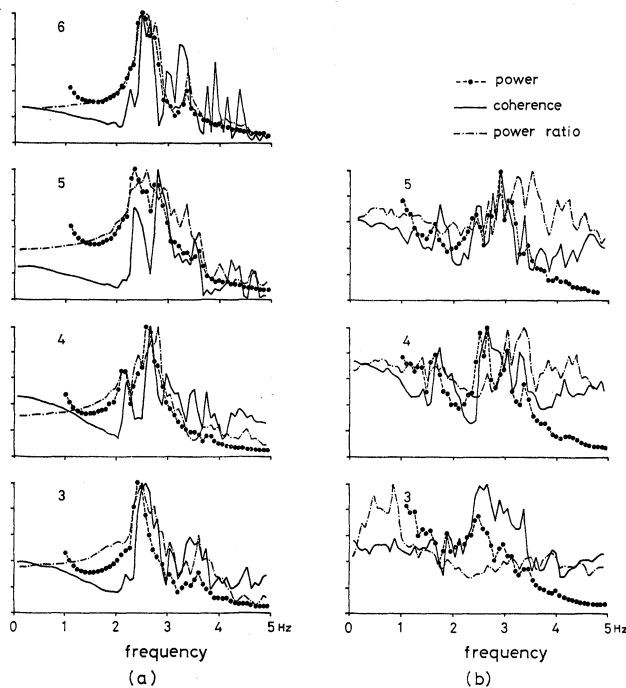 6
power
coherence
power ratio
5
5
4
4
3
3
0 1 2 3 4 5 Hz
0 1 2 3 4 5 Hz
frequency
frequency
(a)
(b)